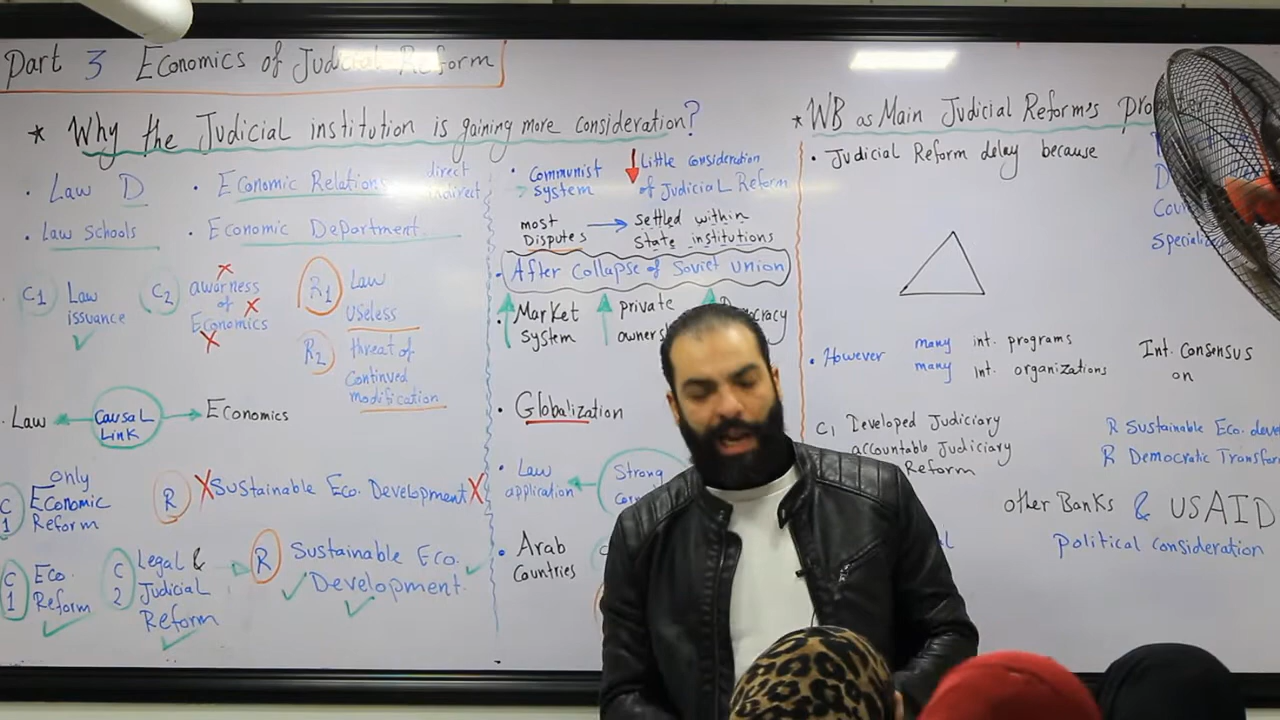 Part 3 Economics of Judicial Reform
* Why the Judicial institution is gaining more consideration?
. Law D
. Economic Relations direct
indirect
. Law schools
. Economic Department
C1 Law
issuance
C2 awarness
of
Economics
R1 Law
useless
R2 threat of
Continued
modification
Law
Causal
Link
Economics
C
1
only
Economic
Reform
R Sustainable Eco. Development
C
1
Eco.
Reform
C
2
Legal &
Judicial
Reform
R Sustainable Eco.
Development
. Communist
system
Little consideration
of Judicial Reform
most
Disputes
settled within
State institutions
. After Collapse of Soviet Union
. Market
system
private
. Globalization
. Law
application
Strong
. Arab
Countries
* WB as Main Judicial Reform's
. Judicial Reform delay because
. However
many int. programs
many int. organizations
Int. Consensus
on
C1 Developed Judiciary
accountable Judiciary
Reform
R Sustainable Eco.
R Democratic
other Banks & USAID
Political consideration